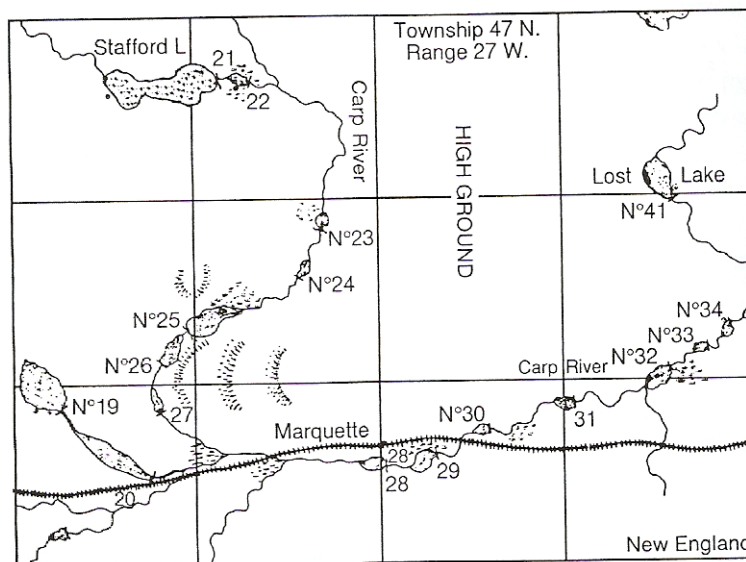 Stafford L
21
22
Carp River
Township 47 N.
Range 27 W.
HIGH GROUND
Lost Lake
N°41
N°23
N°24
N°25
N°26
N°19
27
20
Marquette
28
28
29
N°30
31
Carp River
N°32
N°33
N°34
New England